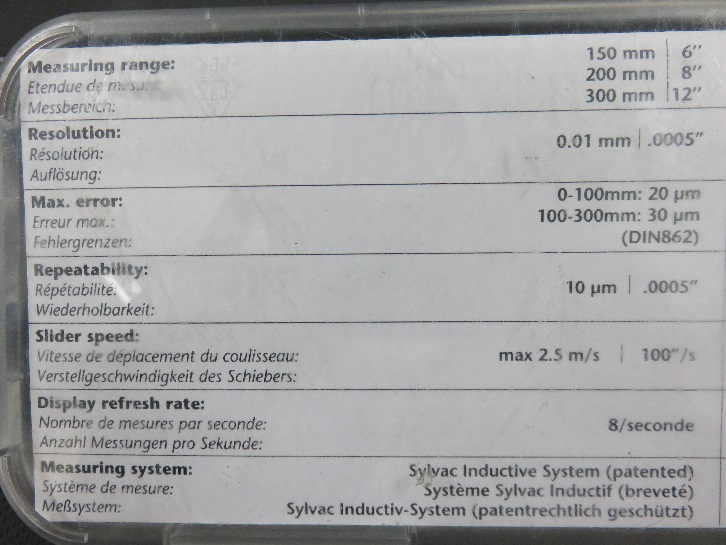 Measuring range: 150 mm | 6"
Etendue de mesure: 200 mm | 8"
Messbereich: 300 mm | 12"
Resolution:
Résolution: 0.01 mm | .0005"
Auflösung:
Max. error: 0-100mm: 20 µm
Erreur max.: 100-300mm: 30 µm
Fehlergrenzen: (DIN862)
Repeatability:
Répétabilite: 10 µm | .0005"
Wiederholbarkeit:
Slider speed:
Vitesse de déplacement du coulisseau: max 2.5 m/s | 100"/s
Verstellgeschwindigkeit des Schiebers:
Display refresh rate:
Nombre de mesures par seconde: 8/seconde
Anzahl Messungen pro Sekunde:
Measuring system: Sylvac Inductive System (patented)
Système de mesure: Système Sylvac Inductif (breveté)
Meßsystem: Sylvac Inductiv-System (patentrechtlich geschützt)